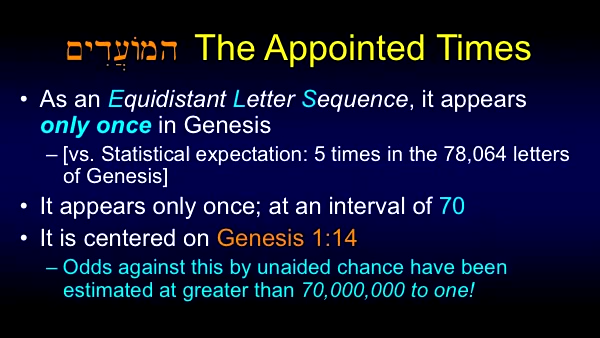 המוֹעֲדִים The Appointed Times
• As an Equidistant Letter Sequence, it appears
only once in Genesis
– [vs. Statistical expectation: 5 times in the 78,064 letters
of Genesis]
• It appears only once; at an interval of 70
• It is centered on Genesis 1:14
– Odds against this by unaided chance have been
estimated at greater than 70,000,000 to one!